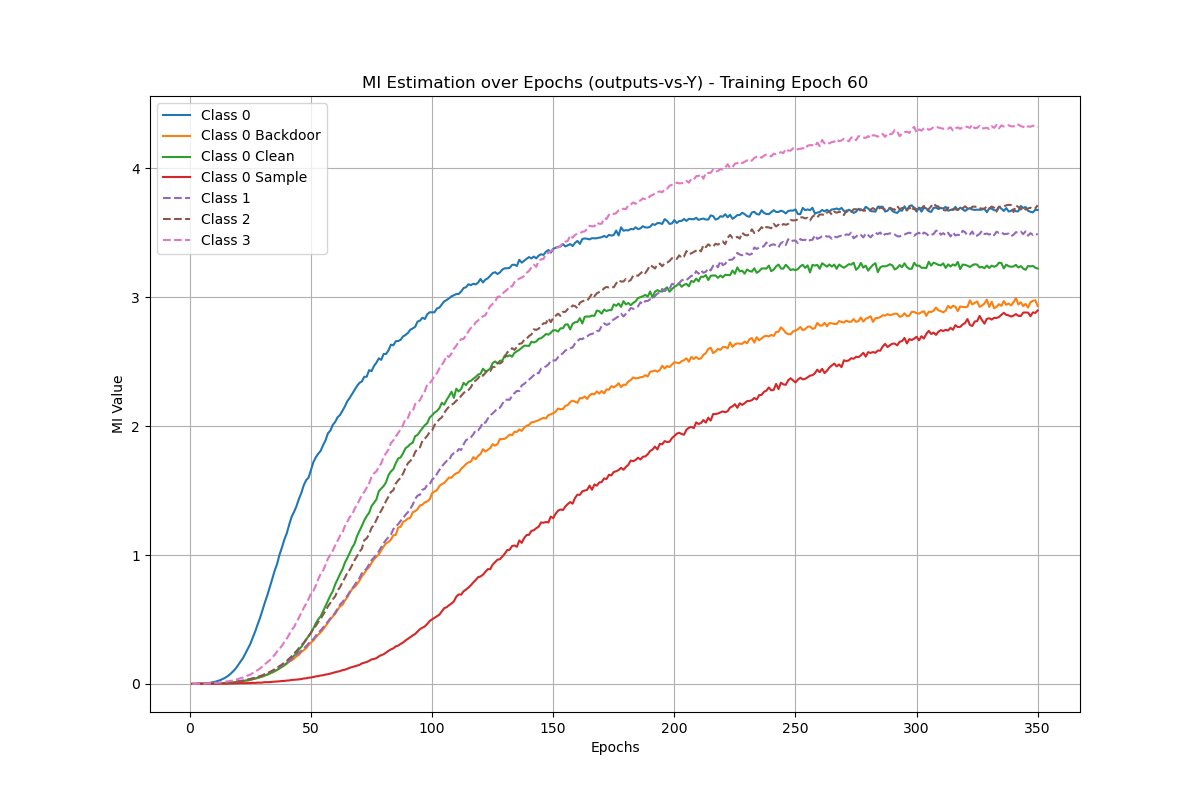 MI Estimation over Epochs (outputs-vs-Y) - Training Epoch 60
Class 0
Class 0 Backdoor
Class 0 Clean
Class 0 Sample
Class 1
Class 2
Class 3
MI Value
4
3
2
1
0
0 50 100 150 200 250 300 350
Epochs